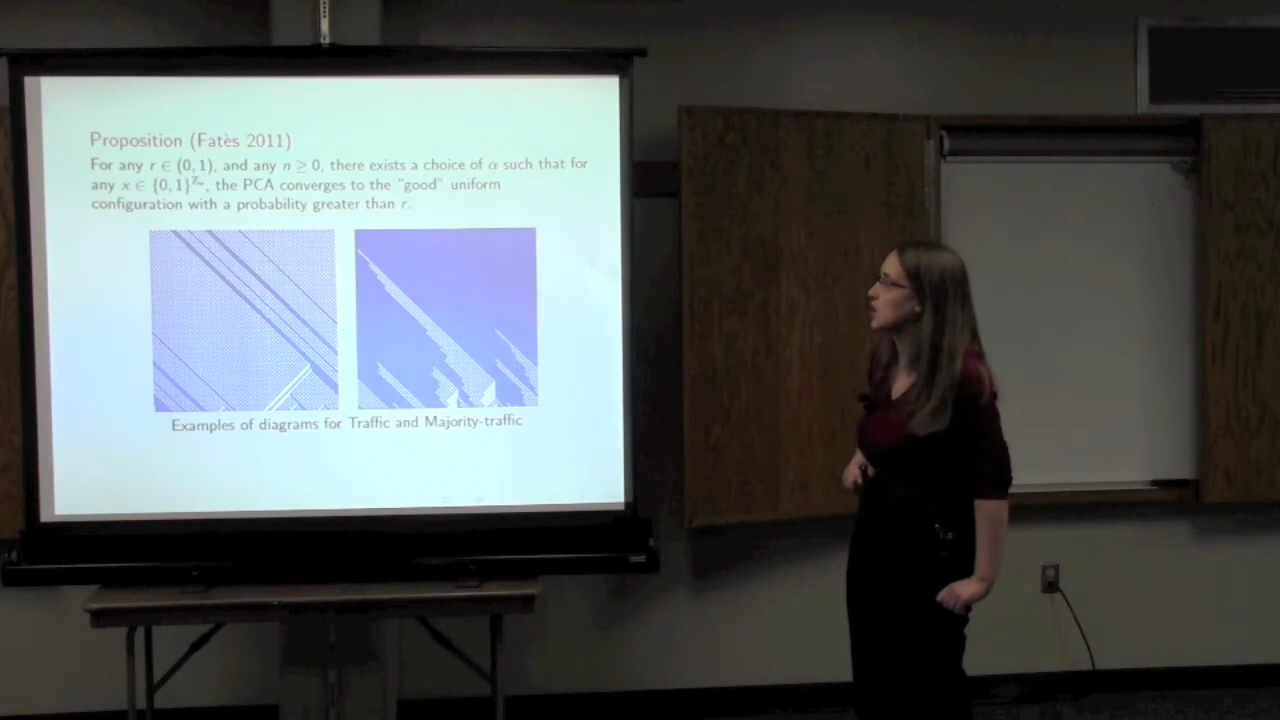 Proposition (Fatès 2011)
For any r ∈ (0, 1), and any n ≥ 0, there exists a choice of α such that for
any x ∈ {0, 1}^ℤₙ, the PCA converges to the "good" uniform
configuration with a probability greater than r.
Examples of diagrams for Traffic and Majority-traffic